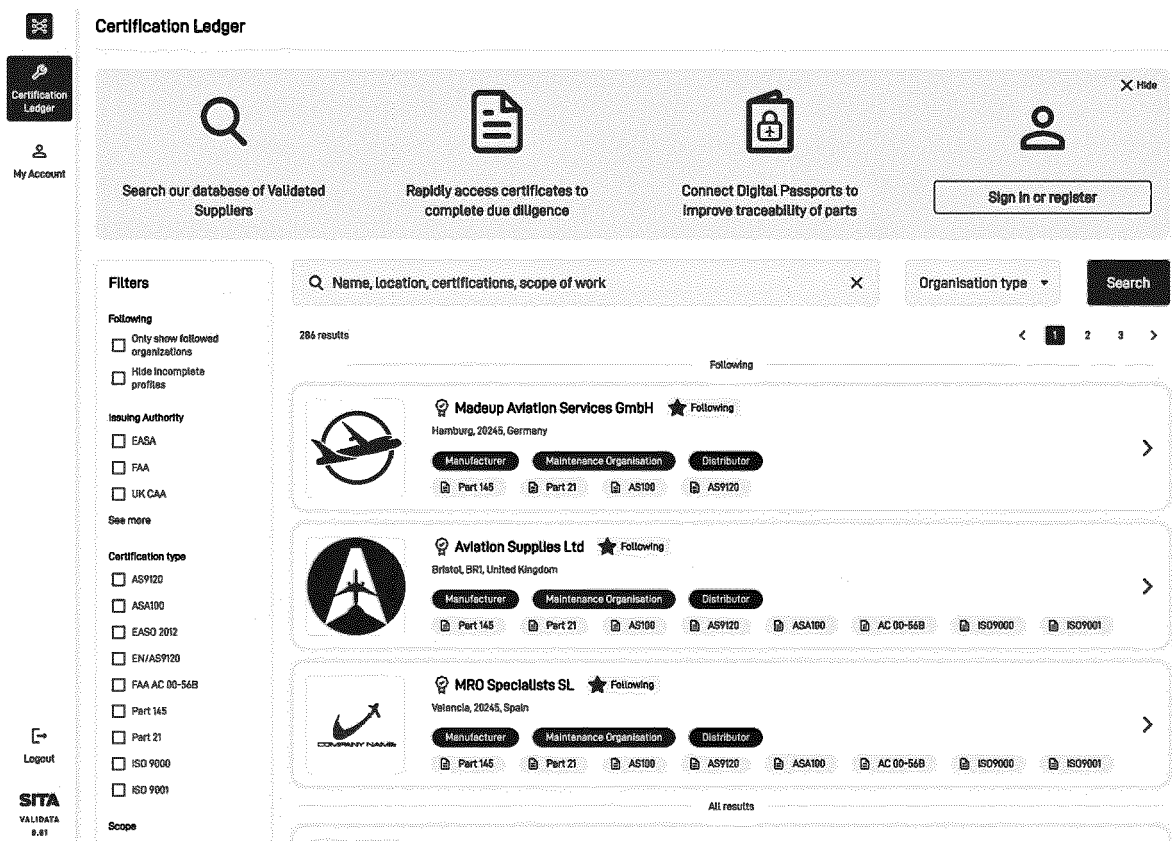 Certification Ledger
Certification
Ledger
My Account
Hide
Search our database of Validated
Suppliers
Rapidly access certificates to
complete due diligence
Connect Digital Passports to
improve traceability of parts
Sign in or register
Filters
Following
Only show followed
organizations
Hide incomplete
profiles
Issuing Authority
EASA
FAA
UK CAA
See more
Certification type
AS9120
ASA100
EASO 2012
EN/AS9120
FAA AC 00-56B
Part 145
Part 21
ISO 9000
ISO 9001
Scope
Name, location, certifications, scope of work
Organisation type
Search
286 results
1 2 3
Following
Madeup Aviation Services GmbH Following
Hamburg, 20245, Germany
Manufacturer Maintenance Organisation Distributor
Part 145 Part 21 AS100 AS9120
Aviation Supplies Ltd Following
Bristol, BR1, United Kingdom
Manufacturer Maintenance Organisation Distributor
Part 145 Part 21 AS100 AS9120 ASA100 AC 00-56B ISO9000 ISO9001
COMPANY NAME
MRO Specialists SL Following
Valencia, 20245, Spain
Manufacturer Maintenance Organisation Distributor
Part 145 Part 21 AS100 AS9120 ASA100 AC 00-56B ISO9000 ISO9001
All results
Logout
SITA
VALIDATA
0.01